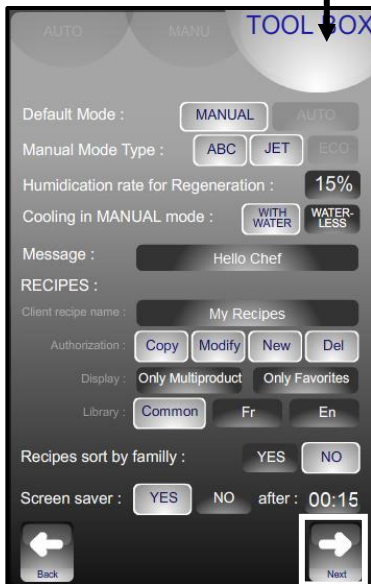 AUTO MANU TOOL BOX
Default Mode : MANUAL AUTO
Manual Mode Type : ABC JET ECO
Humidication rate for Regeneration : 15%
Cooling in MANUAL mode : WITH WATER WATER-LESS
Message : Hello Chef
RECIPES :
Client recipe name : My Recipes
Authorization : Copy Modify New Del
Display : Only Multiproduct Only Favorites
Library : Common Fr En
Recipes sort by familly : YES NO
Screen saver : YES NO after : 00:15
Back Next